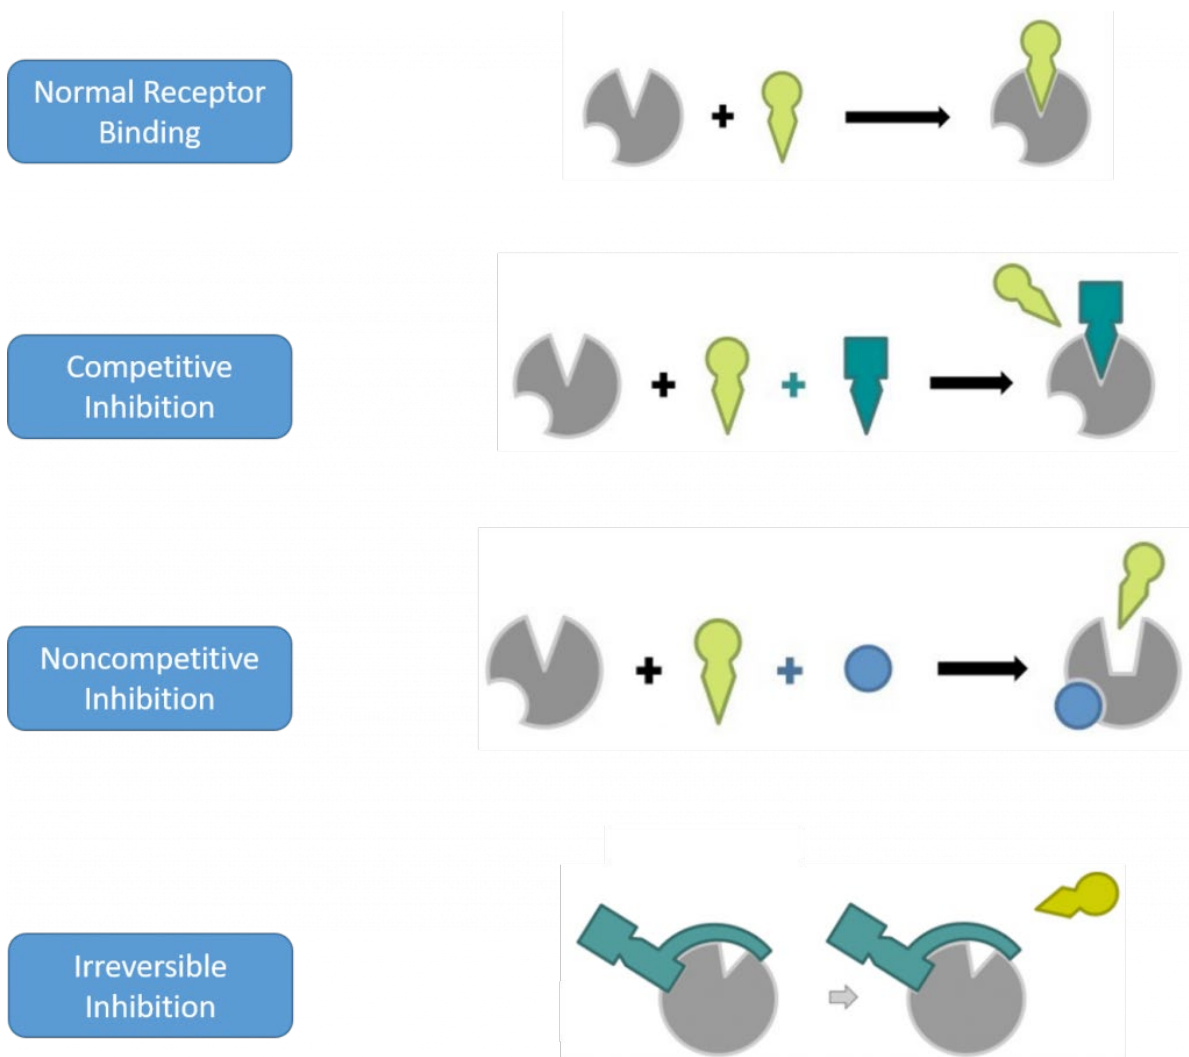 Normal Receptor
Binding
Competitive
Inhibition
Noncompetitive
Inhibition
Irreversible
Inhibition